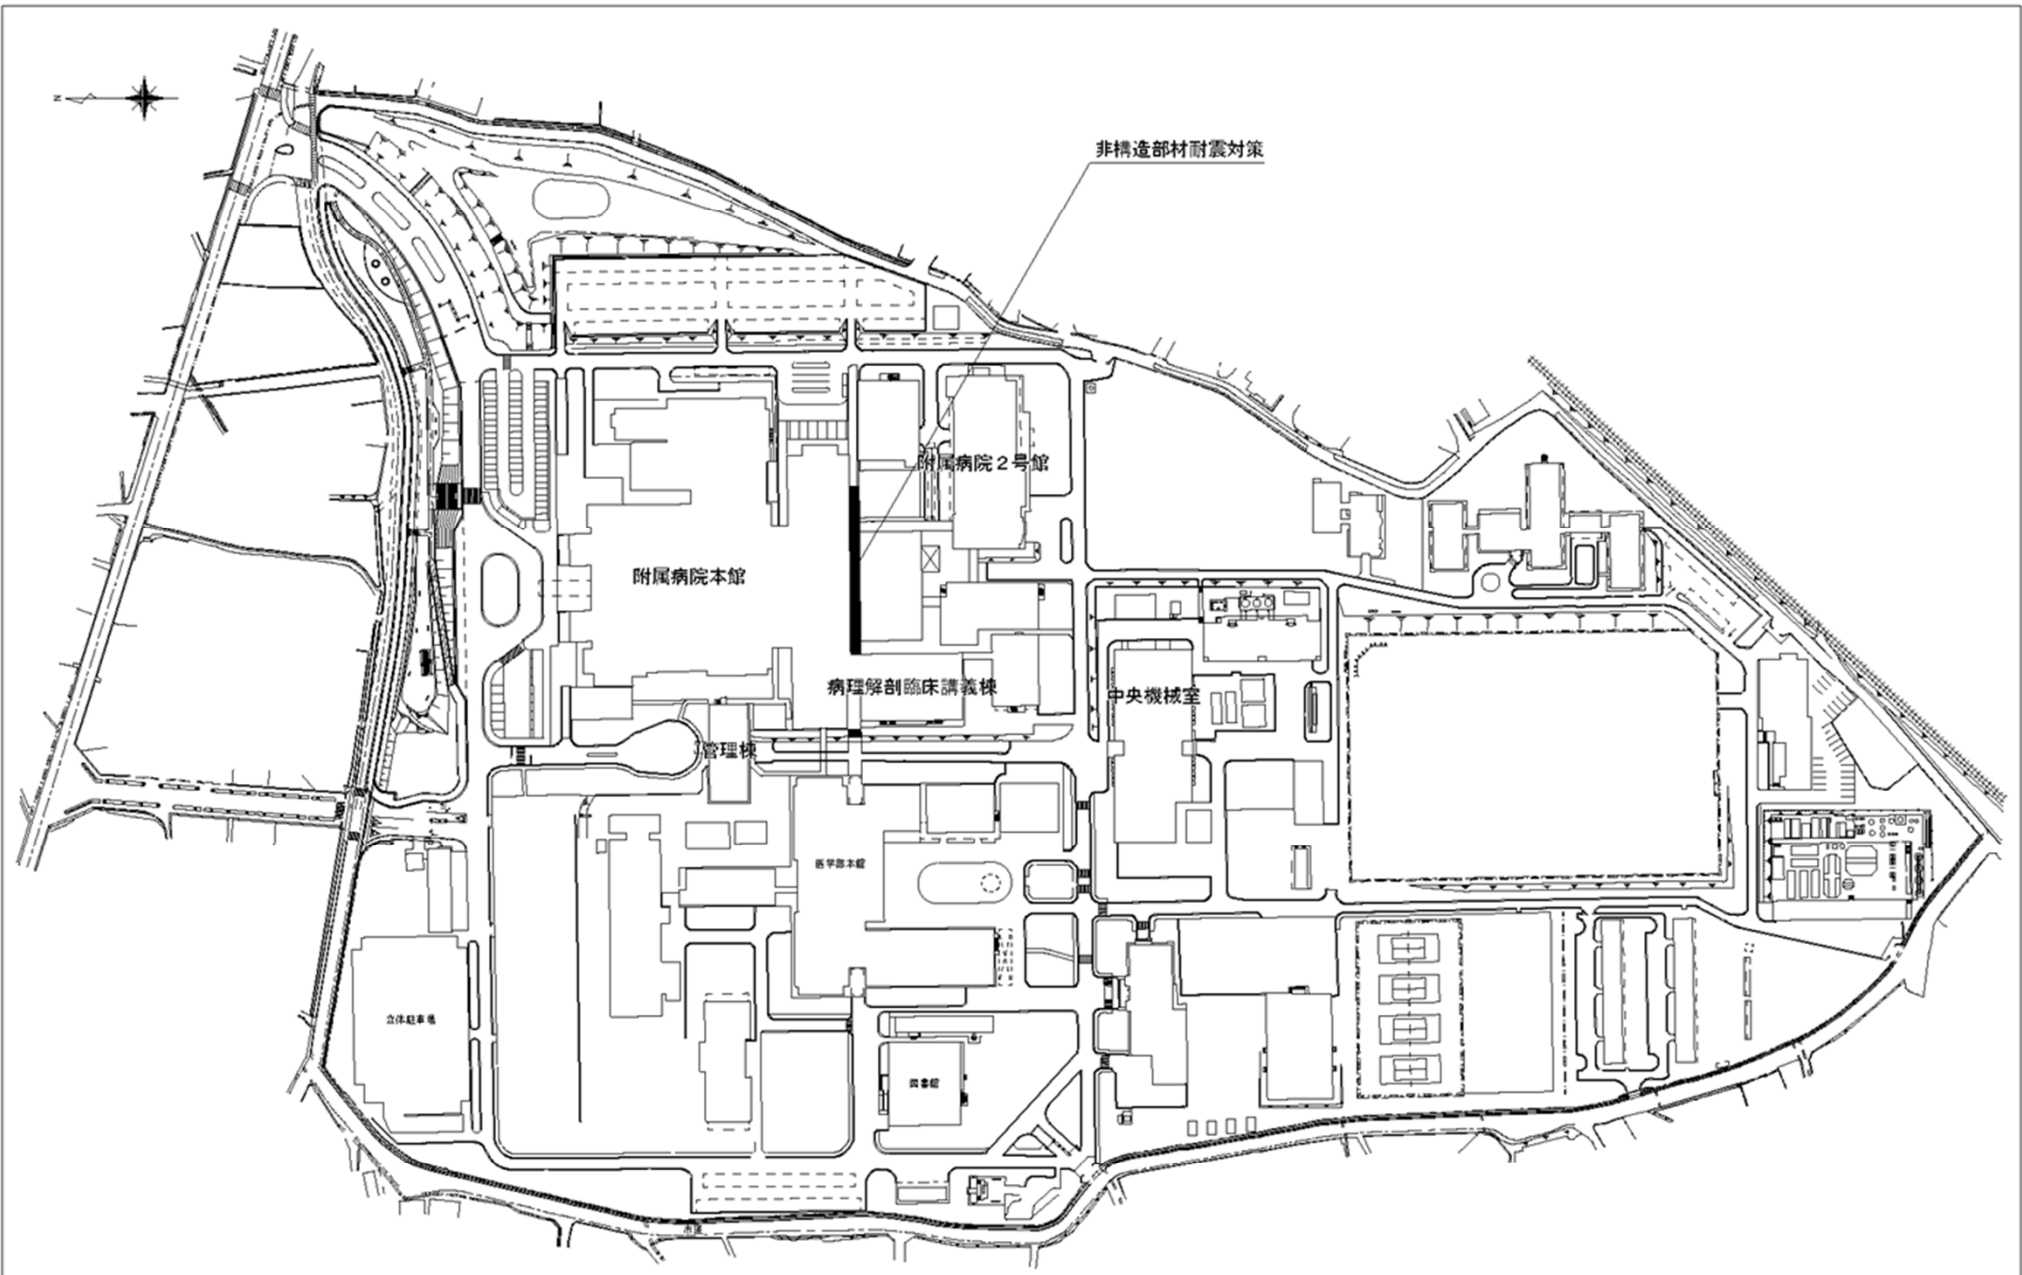 N
非構造部材耐震対策
附属病院２号館
附属病院本館
病理解剖臨床講義棟
中央機械室
管理棟
医学部本館
立体駐車場
図書館